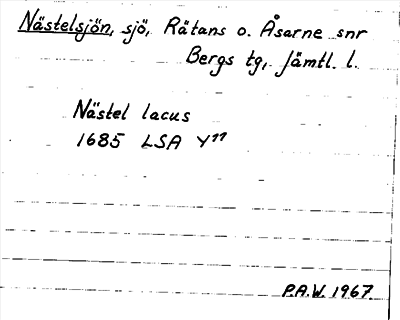 Nästelsjön, sjö, Rätans o. Åsarne snr
Bergs tg, Jämtl. l.
Nästel lacus
1685 LSA Y¹¹
P.A.W. 1967